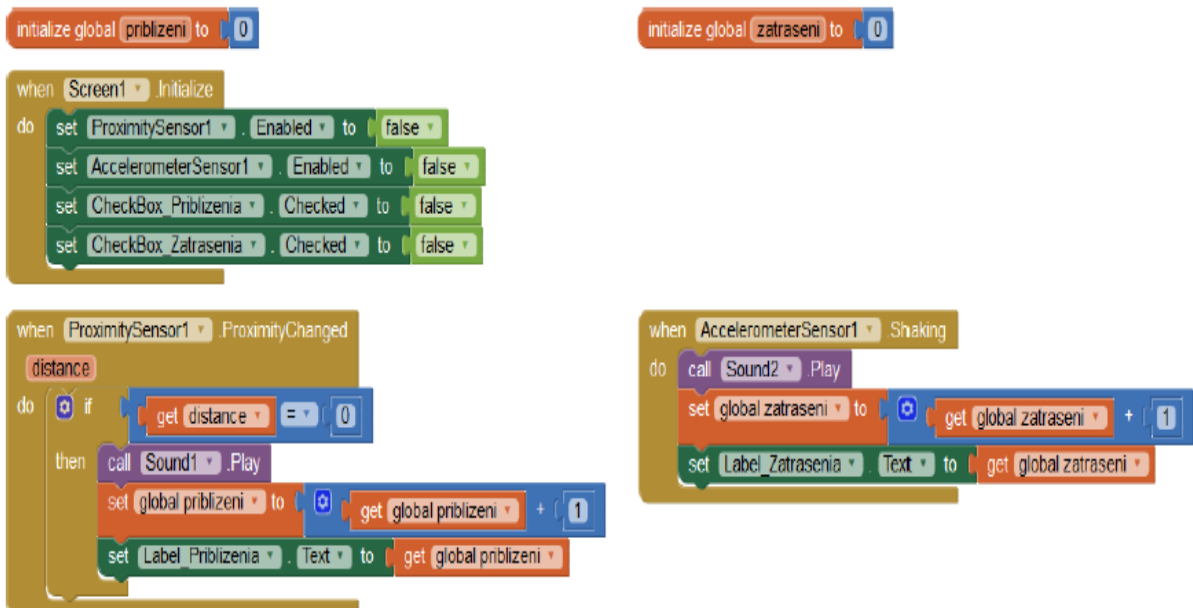 initialize global priblizeni to 0
initialize global zatraseni to 0
when Screen1 .Initialize
do set ProximitySensor1 . Enabled to false
set AccelerometerSensor1 . Enabled to false
set CheckBox_Priblizenia . Checked to false
set CheckBox_Zatrasenia . Checked to false
when ProximitySensor1 .ProximityChanged
distance
do if get distance = 0
then call Sound1 .Play
set global priblizeni to get global priblizeni + 1
set Label_Priblizenia . Text to get global priblizeni
when AccelerometerSensor1 .Shaking
do call Sound2 .Play
set global zatraseni to get global zatraseni + 1
set Label_Zatrasenia . Text to get global zatraseni